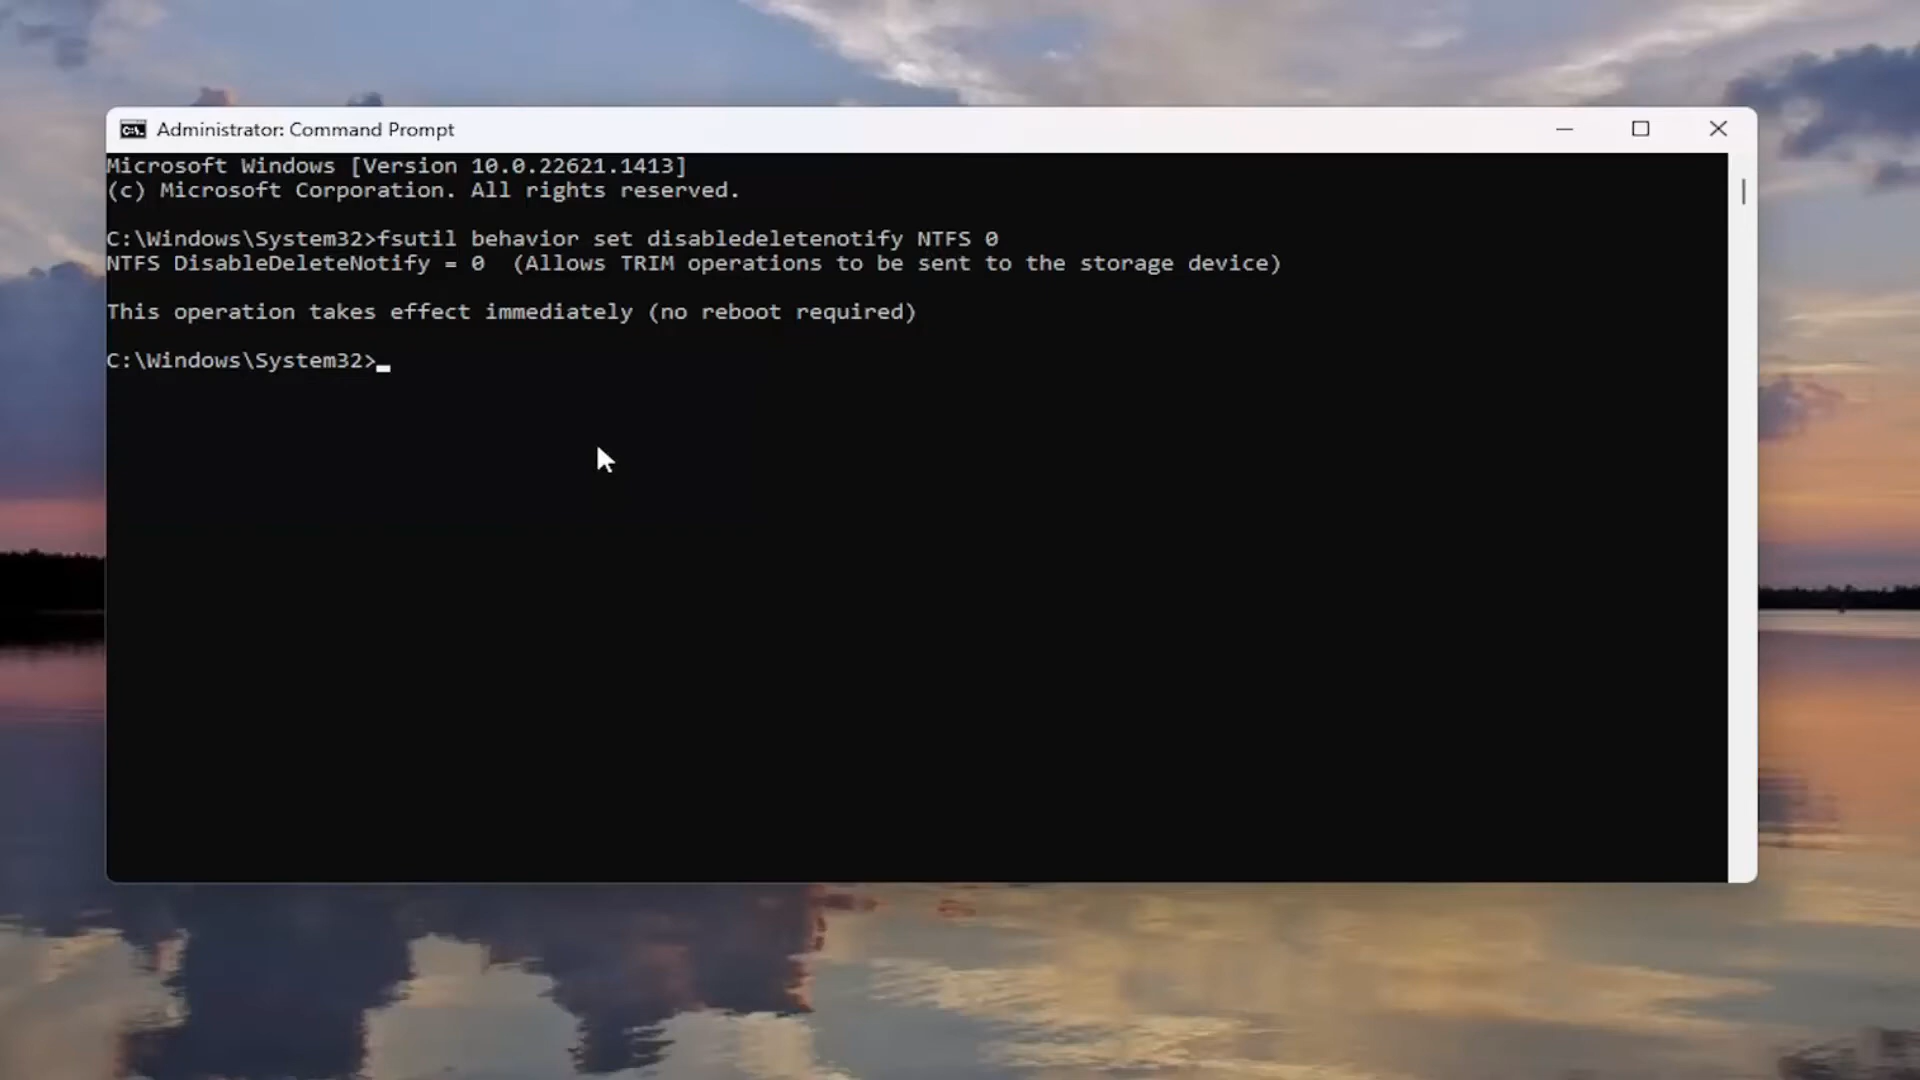 Administrator: Command Prompt
Microsoft Windows [Version 10.0.22621.1413]
(c) Microsoft Corporation. All rights reserved.
C:\Windows\System32>fsutil behavior set disabledeletenotify NTFS 0
NTFS DisableDeleteNotify = 0  (Allows TRIM operations to be sent to the storage device)
This operation takes effect immediately (no reboot required)
C:\Windows\System32>